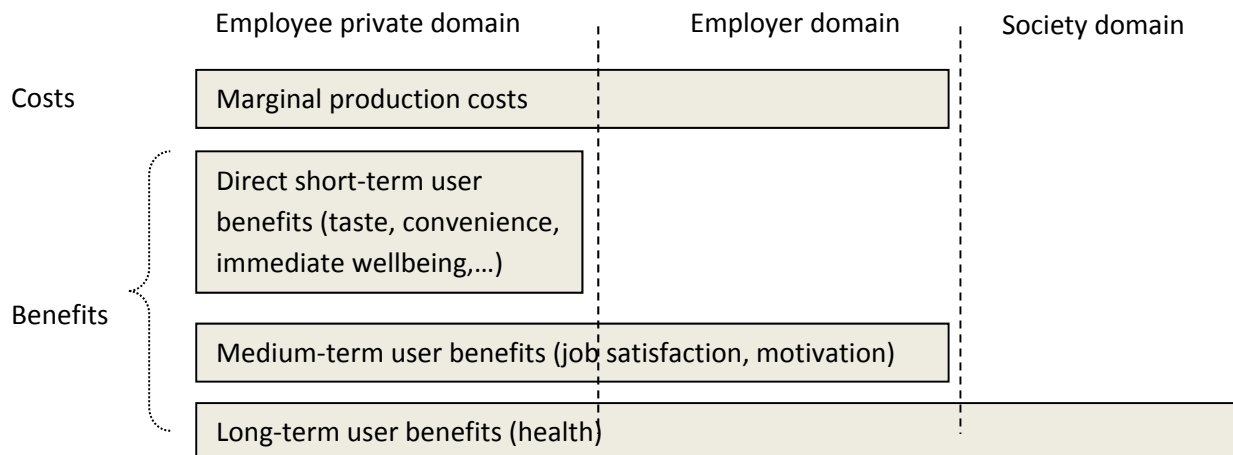 Employee private domain
Employer domain
Society domain
Costs
Marginal production costs
Direct short-term user
benefits (taste, convenience,
immediate wellbeing,…)
Benefits
Medium-term user benefits (job satisfaction, motivation)
Long-term user benefits (health)